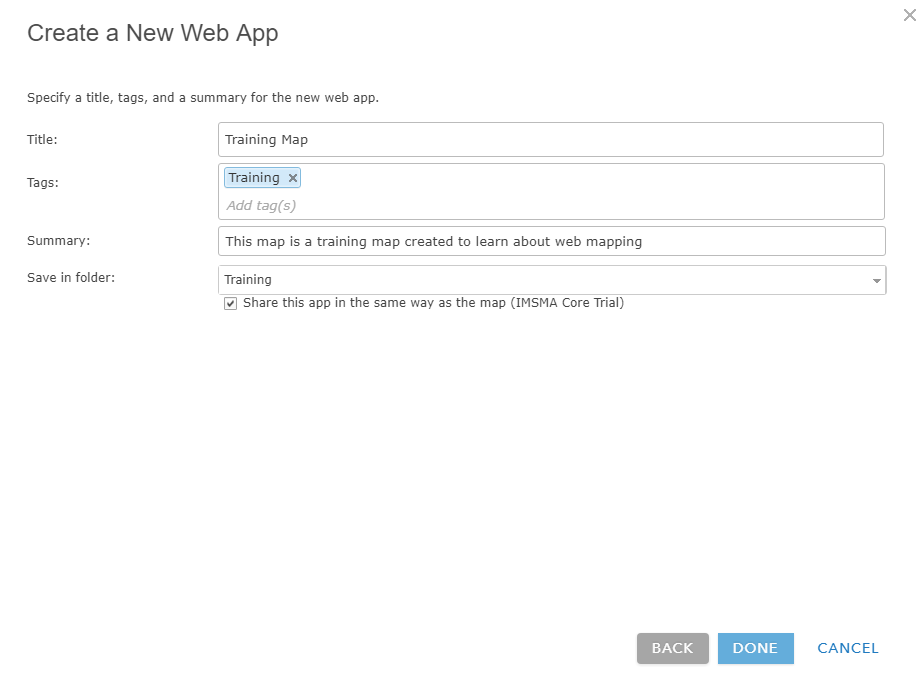 Create a New Web App
Specify a title, tags, and a summary for the new web app.
Title:
Training Map
Tags:
Training
Add tag(s)
Summary:
This map is a training map created to learn about web mapping
Save in folder:
Training
Share this app in the same way as the map (IMSMA Core Trial)
BACK DONE CANCEL